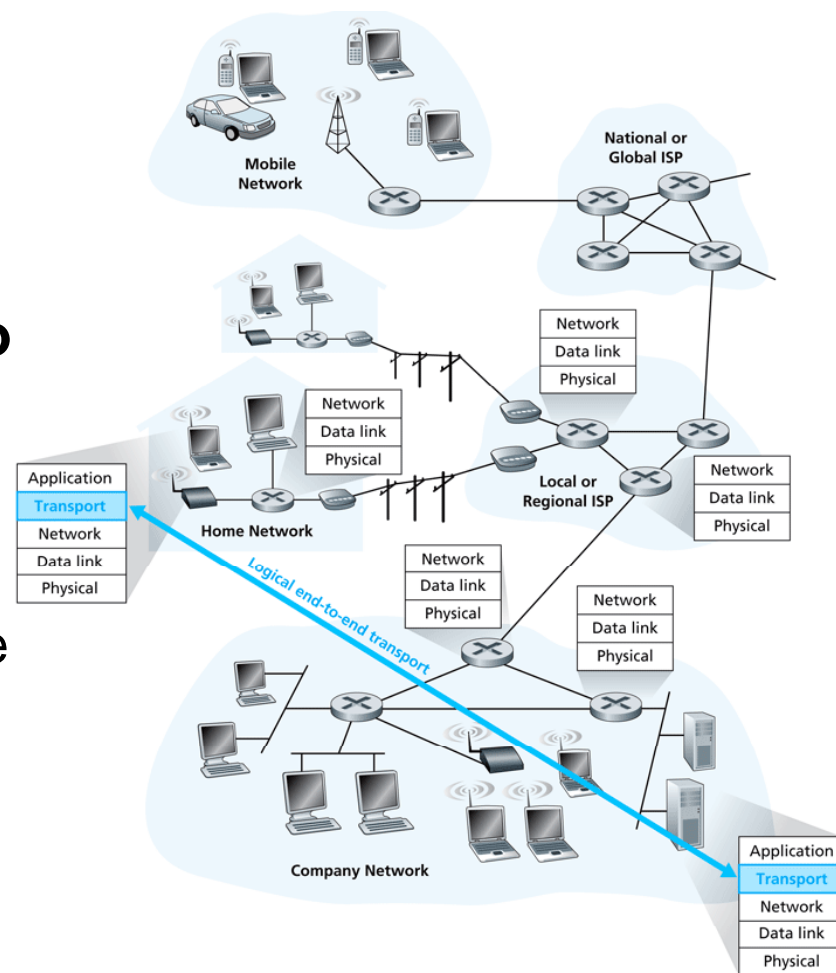 Mobile
Network
National or
Global ISP
Network
Data link
Physical
Network
Data link
Physical
Local or
Regional ISP
Network
Data link
Physical
Application
Transport
Network
Data link
Physical
Home Network
Logical end-to-end transport
Network
Data link
Physical
Network
Data link
Physical
e
Company Network
Application
Transport
Network
Data link
Physical